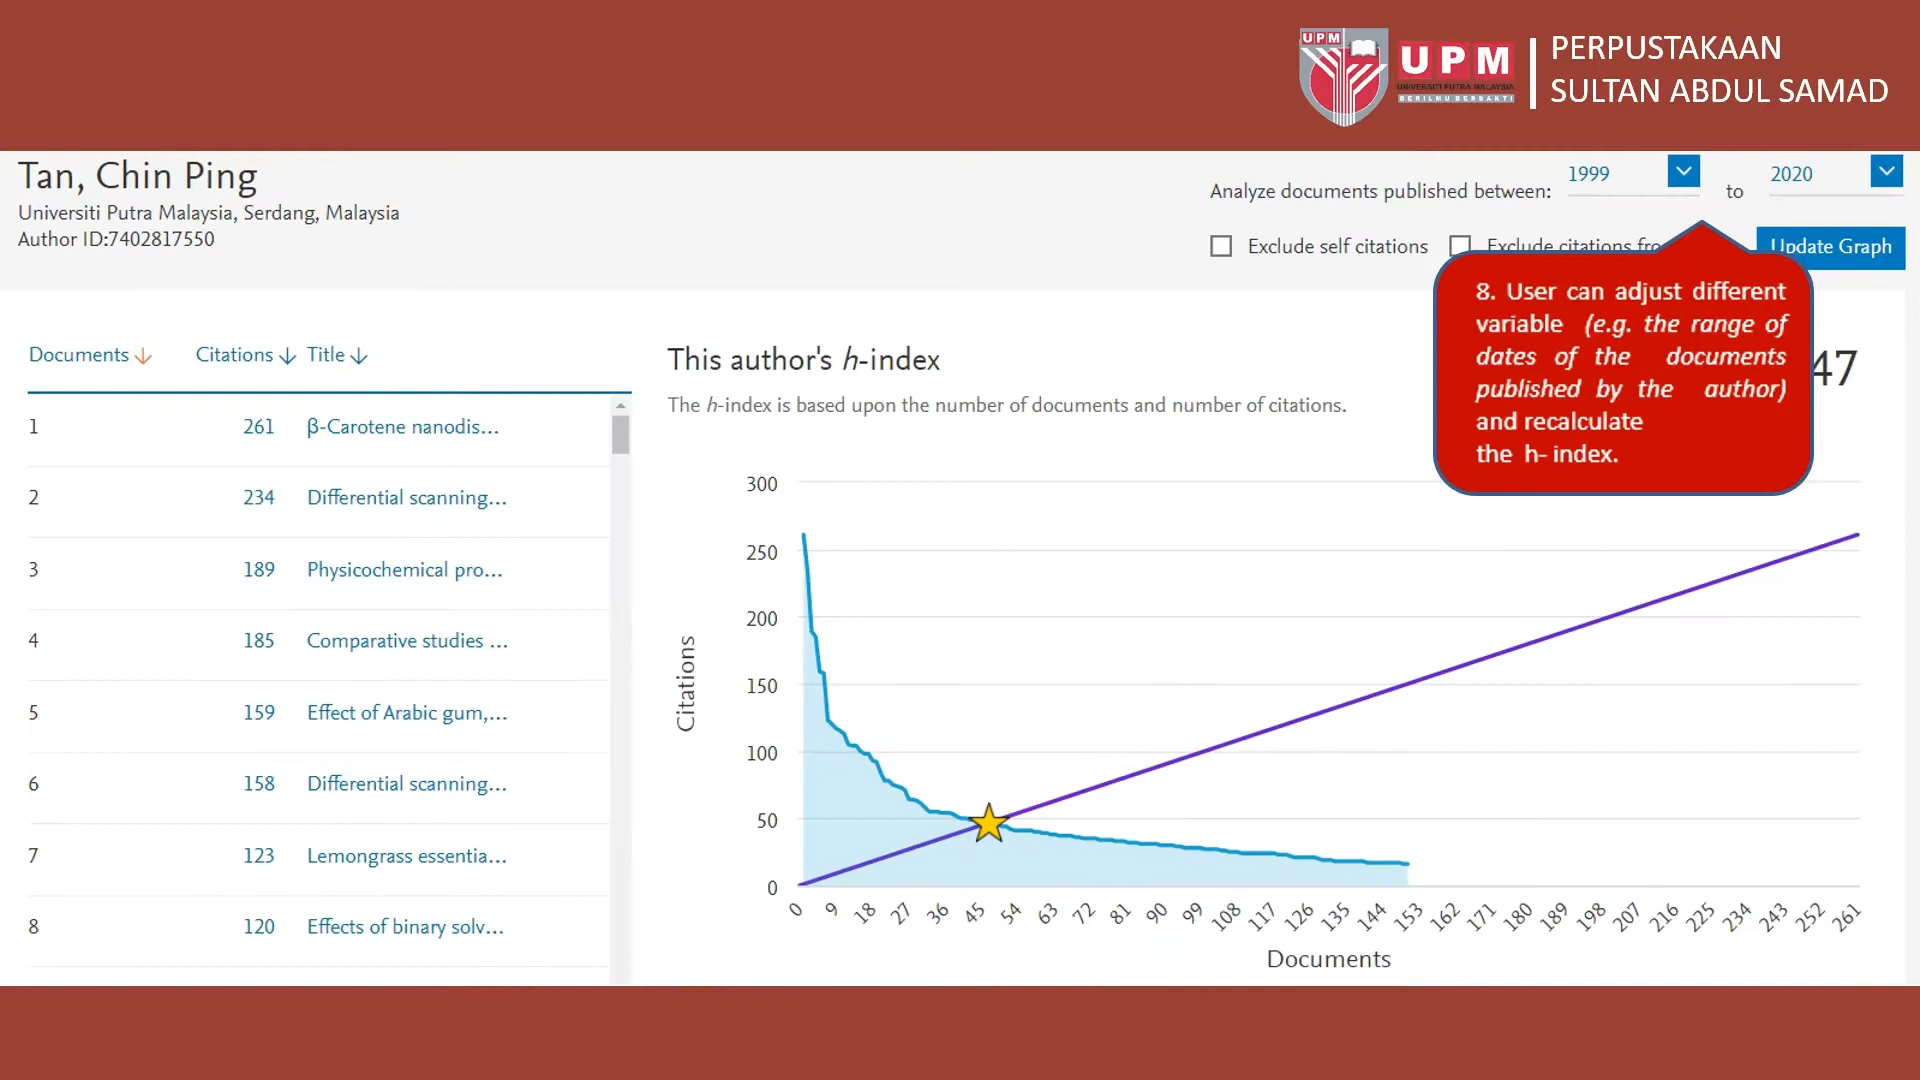 UPM
UPM
UNIVERSITI PUTRA MALAYSIA
BERILMU BERBAKTI
PERPUSTAKAAN
SULTAN ABDUL SAMAD
Tan, Chin Ping
Universiti Putra Malaysia, Serdang, Malaysia
Author ID:7402817550
Analyze documents published between: 1999 to 2020
Exclude self citations Exclude citations fro Update Graph
8. User can adjust different
variable (e.g. the range of
dates of the documents
published by the author)
and recalculate
the h- index.
Documents Citations Title
1 261 β-Carotene nanodis...
2 234 Differential scanning...
3 189 Physicochemical pro...
4 185 Comparative studies ...
5 159 Effect of Arabic gum,...
6 158 Differential scanning...
7 123 Lemongrass essentia...
8 120 Effects of binary solv...
This author's h-index
47
The h-index is based upon the number of documents and number of citations.
300
250
200
150
100
50
0
Citations
0 9 18 27 36 45 54 63 72 81 90 99 108 117 126 135 144 153 162 171 180 189 198 207 216 225 234 243 252 261
Documents